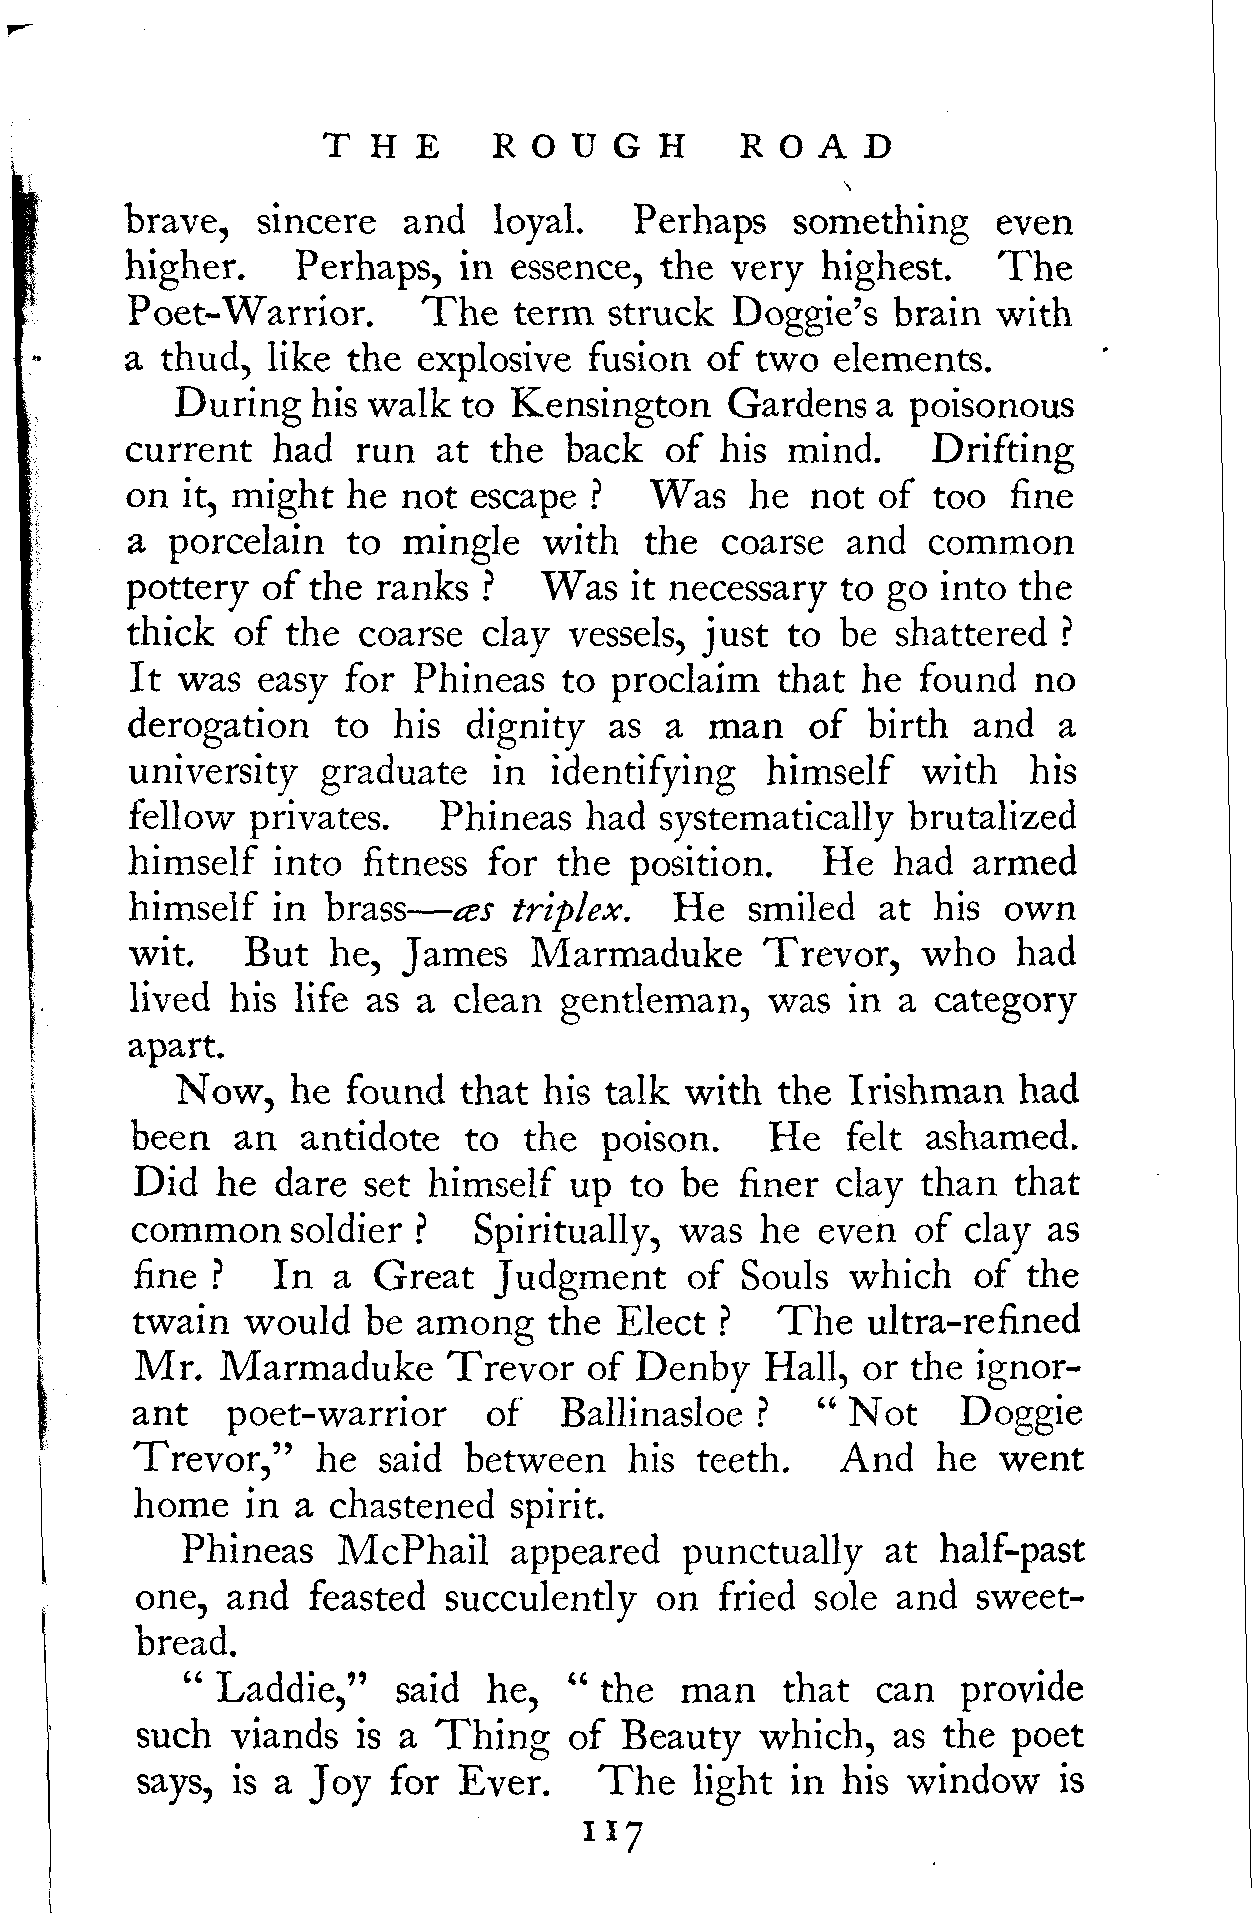 THE ROUGH ROAD
brave, sincere and loyal. Perhaps something even
higher. Perhaps, in essence, the very highest. The
Poet-Warrior. The term struck Doggie's brain with
a thud, like the explosive fusion of two elements.
During his walk to Kensington Gardens a poisonous
current had run at the back of his mind. Drifting
on it, might he not escape ? Was he not of too fine
a porcelain to mingle with the coarse and common
pottery of the ranks ? Was it necessary to go into the
thick of the coarse clay vessels, just to be shattered ?
It was easy for Phineas to proclaim that he found no
derogation to his dignity as a man of birth and a
university graduate in identifying himself with his
fellow privates. Phineas had systematically brutalized
himself into fitness for the position. He had armed
himself in brass—æs triplex. He smiled at his own
wit. But he, James Marmaduke Trevor, who had
lived his life as a clean gentleman, was in a category
apart.
Now, he found that his talk with the Irishman had
been an antidote to the poison. He felt ashamed.
Did he dare set himself up to be finer clay than that
common soldier ? Spiritually, was he even of clay as
fine ? In a Great Judgment of Souls which of the
twain would be among the Elect ? The ultra-refined
Mr. Marmaduke Trevor of Denby Hall, or the ignor-
ant poet-warrior of Ballinasloe ? " Not Doggie
Trevor," he said between his teeth. And he went
home in a chastened spirit.
Phineas McPhail appeared punctually at half-past
one, and feasted succulently on fried sole and sweet-
bread.
" Laddie," said he, " the man that can provide
such viands is a Thing of Beauty which, as the poet
says, is a Joy for Ever. The light in his window is
117